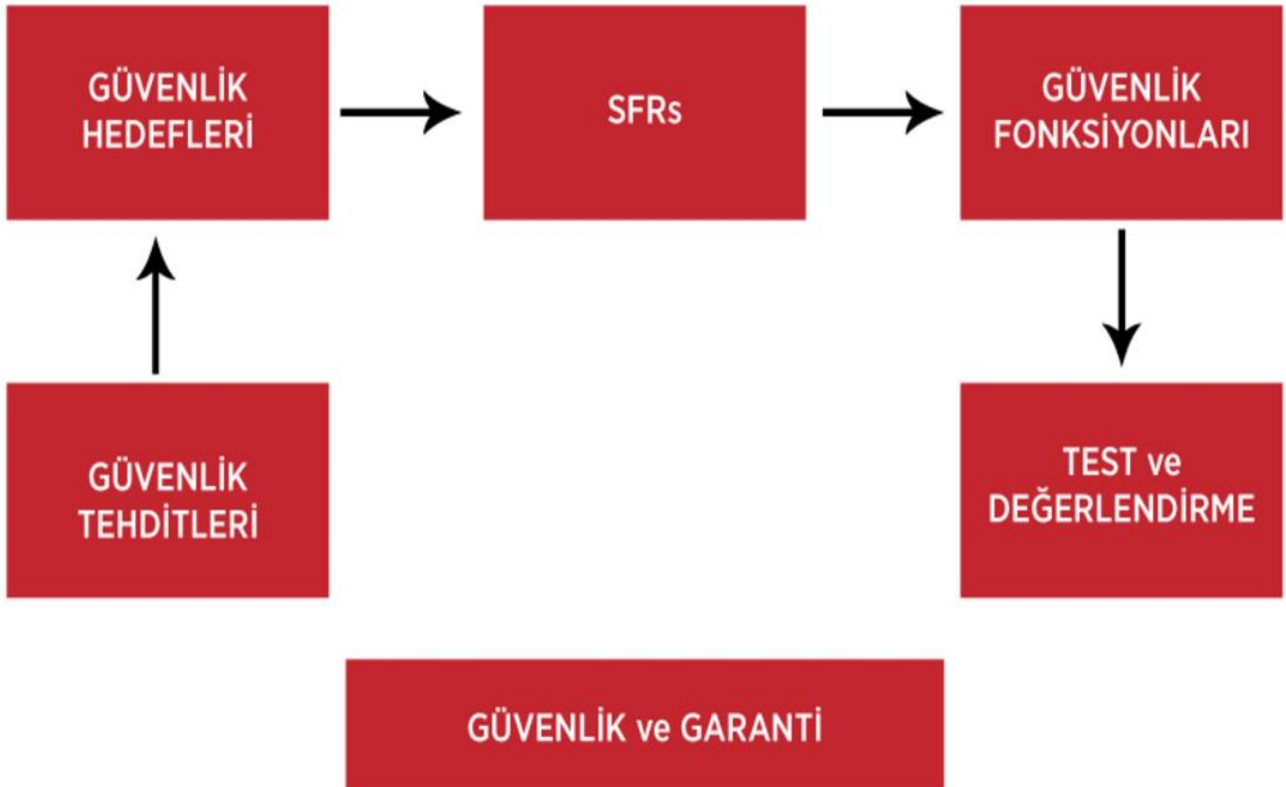 GÜVENLİK
HEDEFLERİ
SFRs
GÜVENLİK
FONKSİYONLARI
GÜVENLİK
TEHDİTLERİ
TEST ve
DEĞERLENDİRME
GÜVENLİK ve GARANTİ